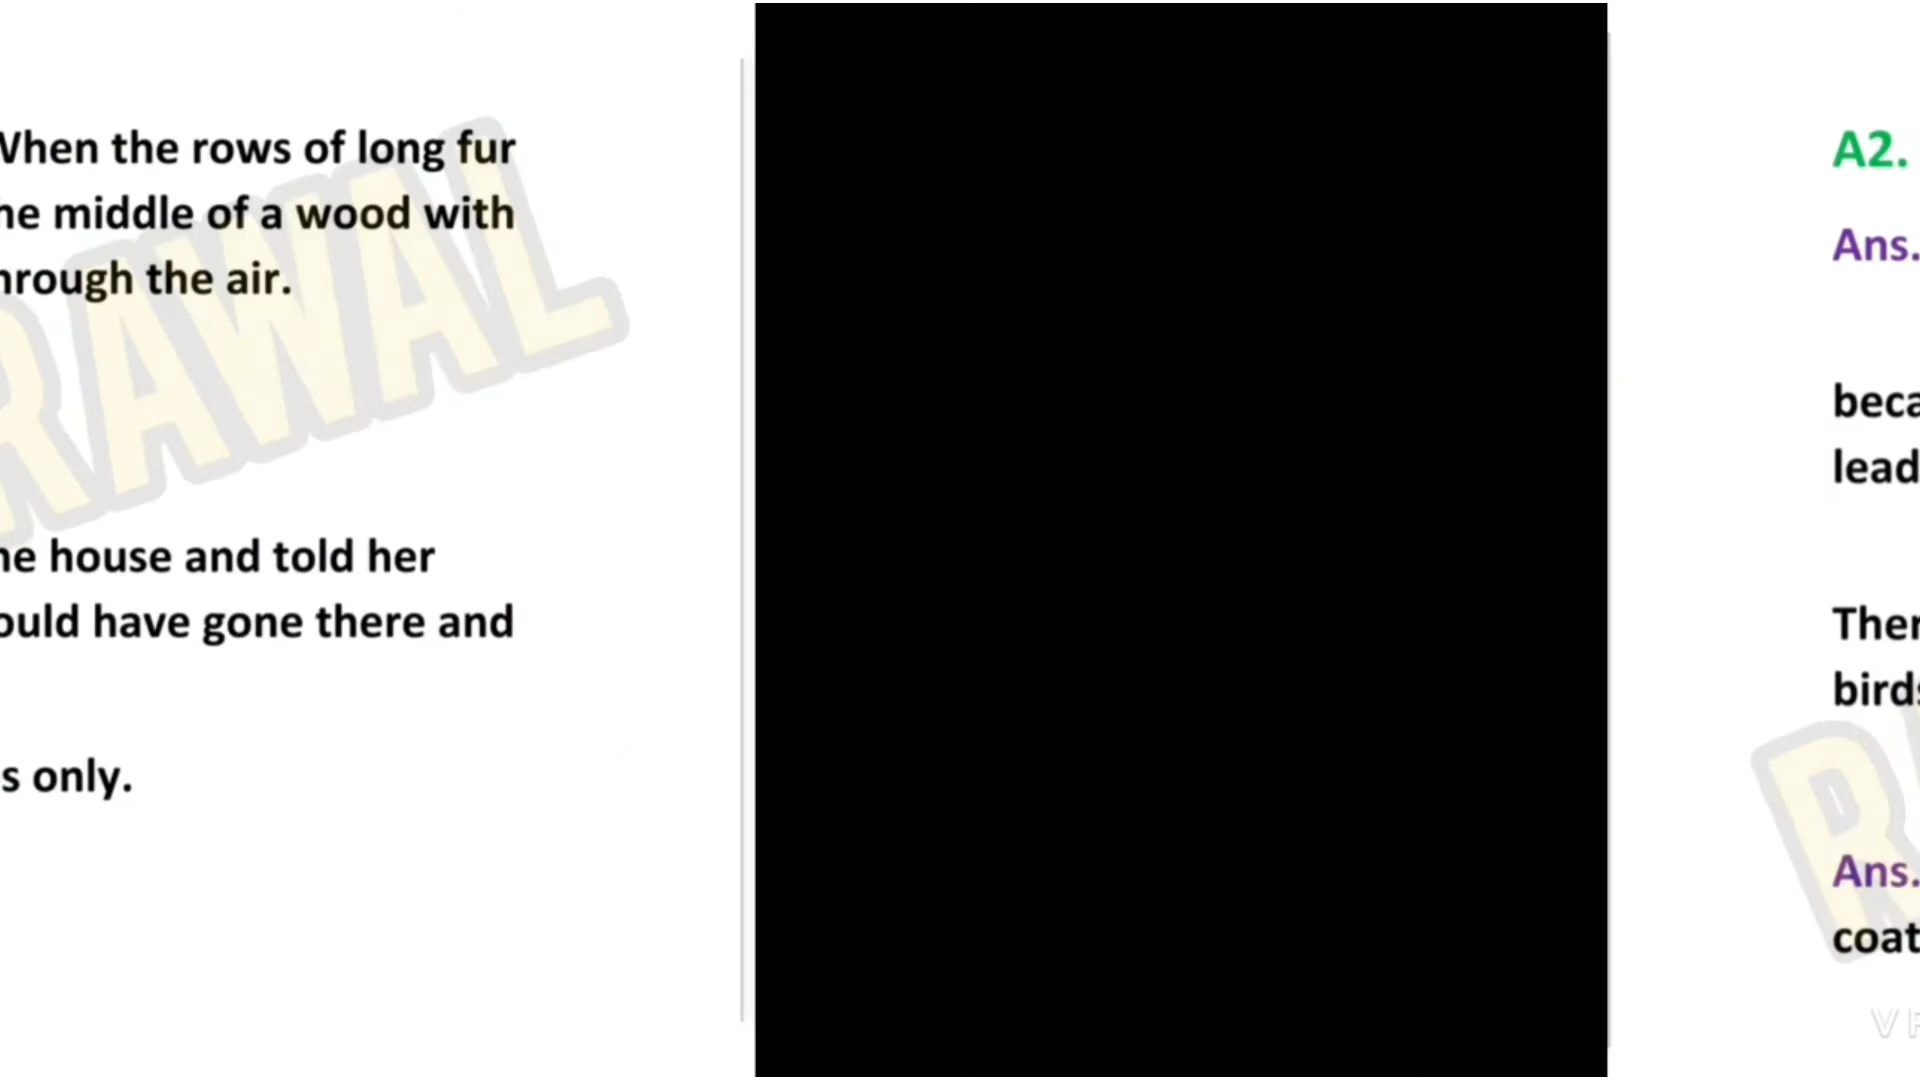 When the rows of long fur
he middle of a wood with
hrough the air.
he house and told her
ould have gone there and
s only.
RAWAL
A2.
Ans.
beca
lead
Ther
birds
R
Ans.
coat
V